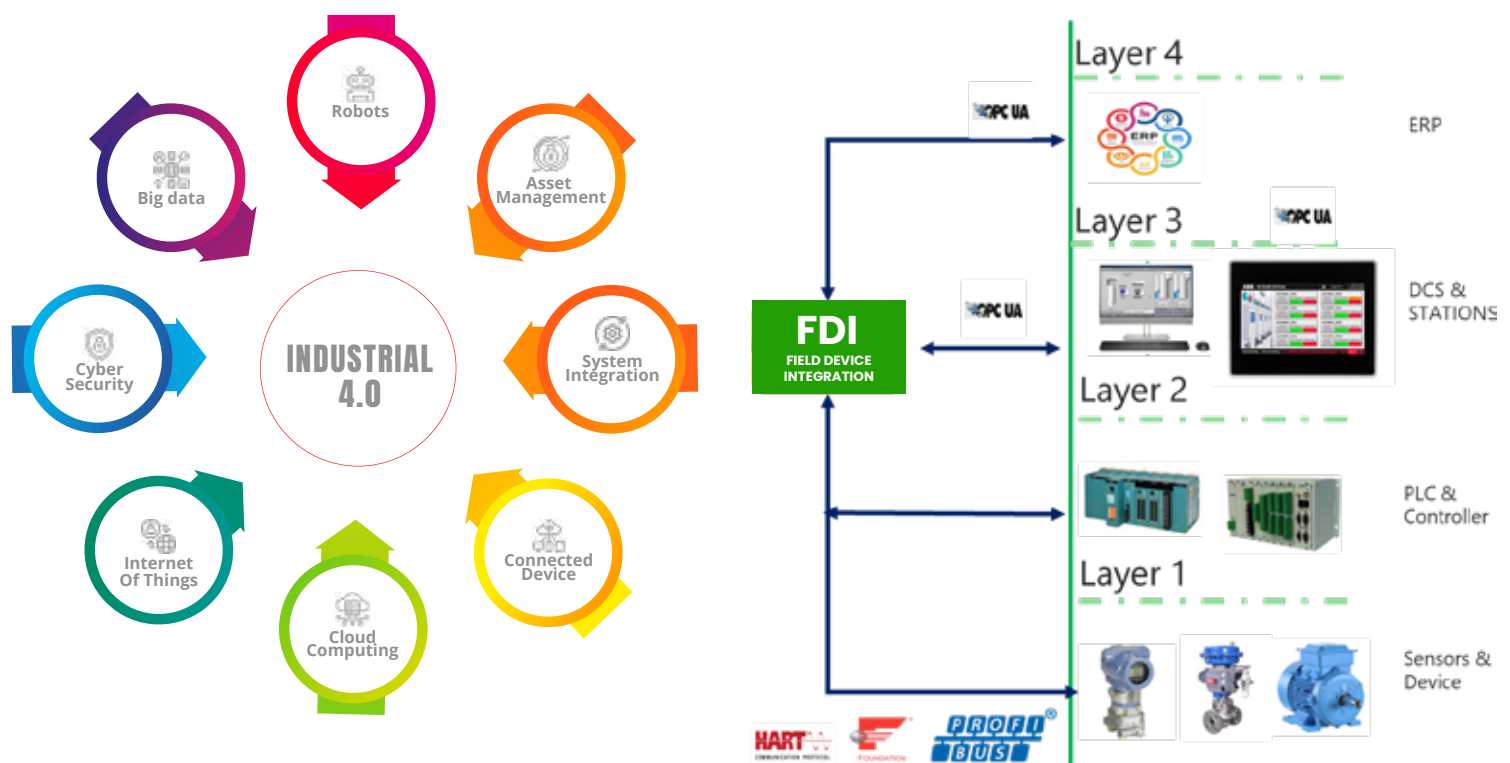 Robots
Big data
Asset
Management
Cyber
Security
INDUSTRIAL
4.0
System
Integration
Internet
Of Things
Connected
Device
Cloud
Computing
Layer 4
OPC UA
ERP
ERP
Layer 3
OPC UA
OPC UA
DCS &
STATIONS
FDI
FIELD DEVICE
INTEGRATION
Layer 2
PLC &
Controller
Layer 1
Sensors &
Device
HART
COMMUNICATION PROTOCOL
FOUNDATION
PROFI
BUS
®